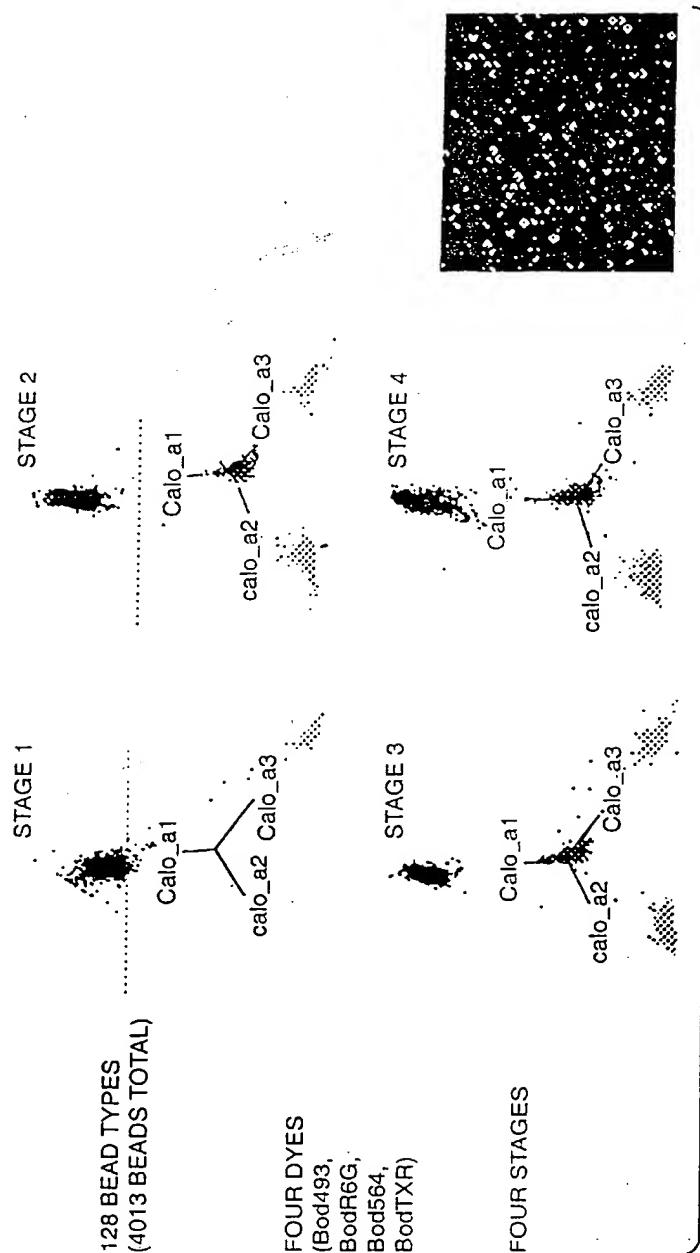 128 BEAD TYPES
(4013 BEADS TOTAL)
FOUR DYES
(Bod493,
BodR6G,
Bod564,
BodTXR)
FOUR STAGES
STAGE 1
Calo_a1
calo_a2
Calo_a3
STAGE 2
Calo_a1
calo_a2
Calo_a3
STAGE 3
Calo_a1
calo_a2
Calo_a3
STAGE 4
Calo_a1
calo_a2
Calo_a3